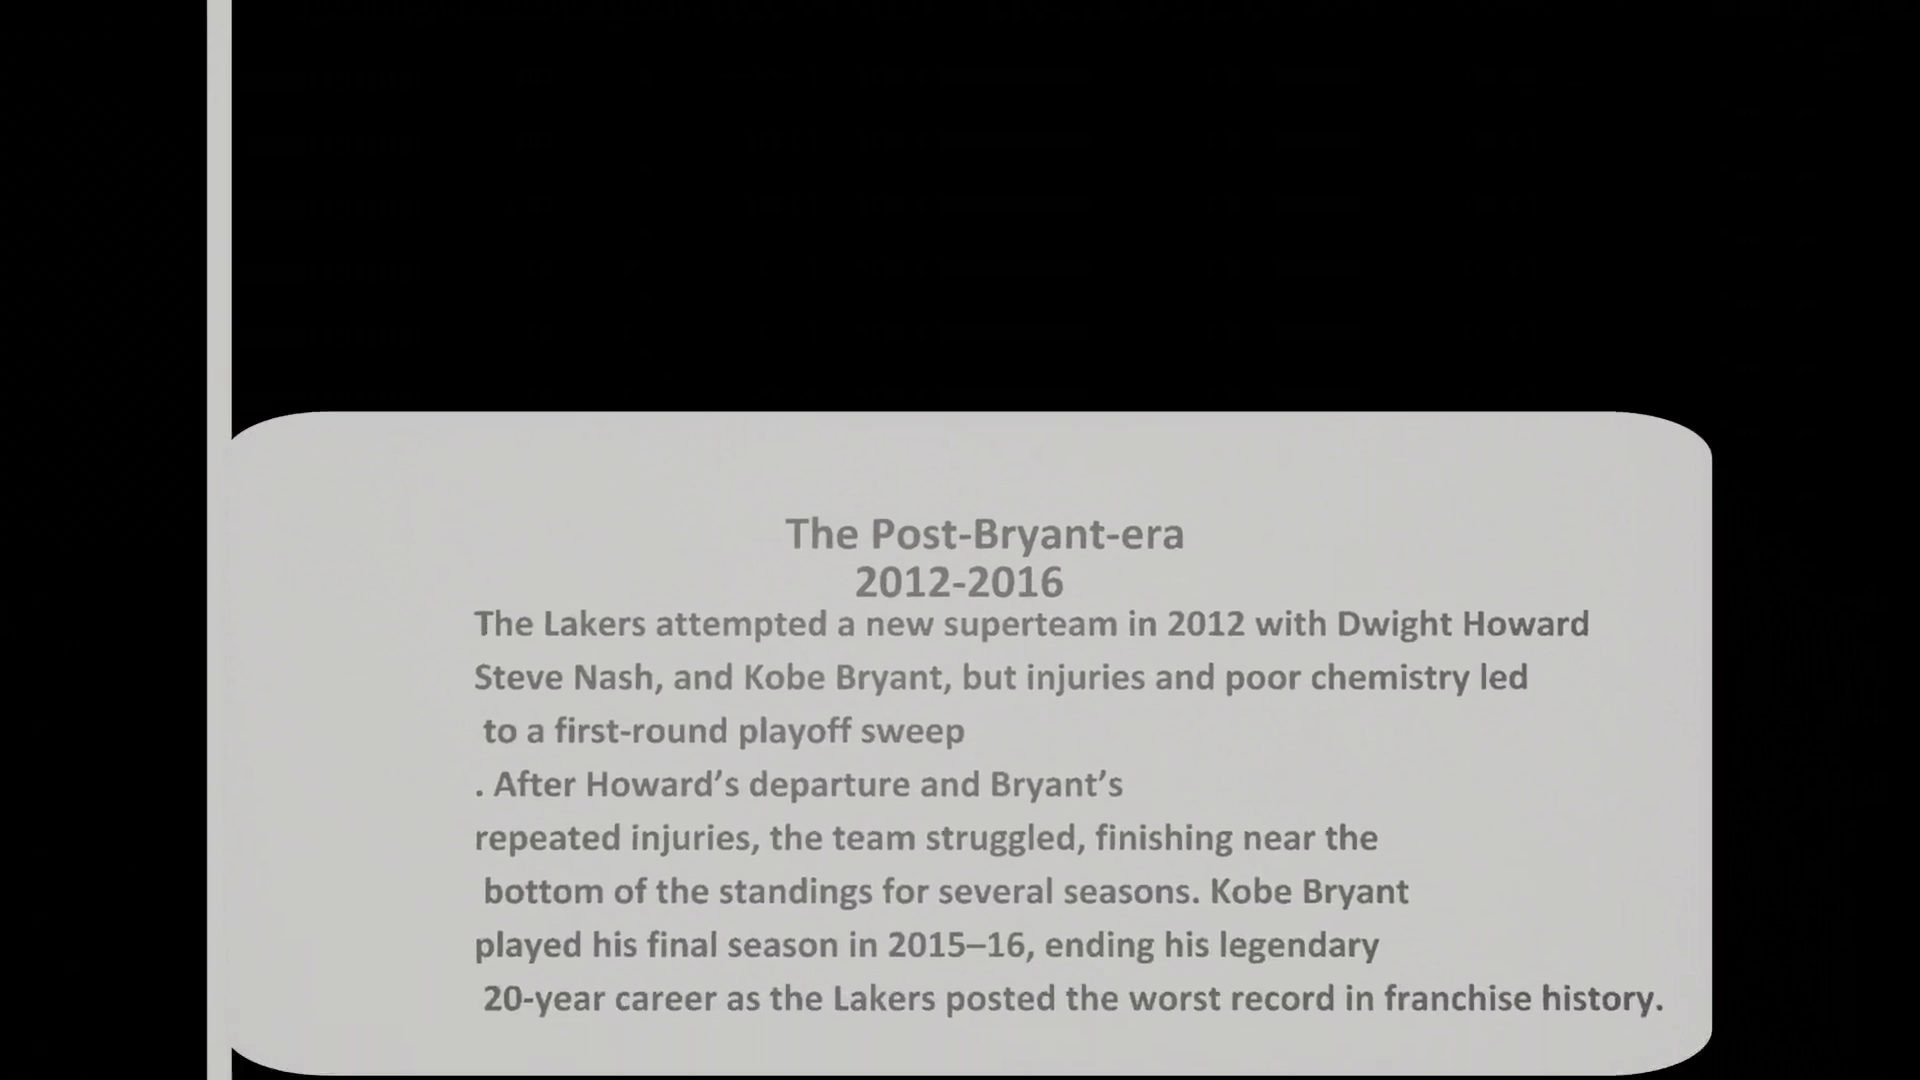 The Post-Bryant-era
2012-2016
The Lakers attempted a new superteam in 2012 with Dwight Howard
Steve Nash, and Kobe Bryant, but injuries and poor chemistry led
to a first-round playoff sweep
. After Howard’s departure and Bryant’s
repeated injuries, the team struggled, finishing near the
bottom of the standings for several seasons. Kobe Bryant
played his final season in 2015–16, ending his legendary
20-year career as the Lakers posted the worst record in franchise history.